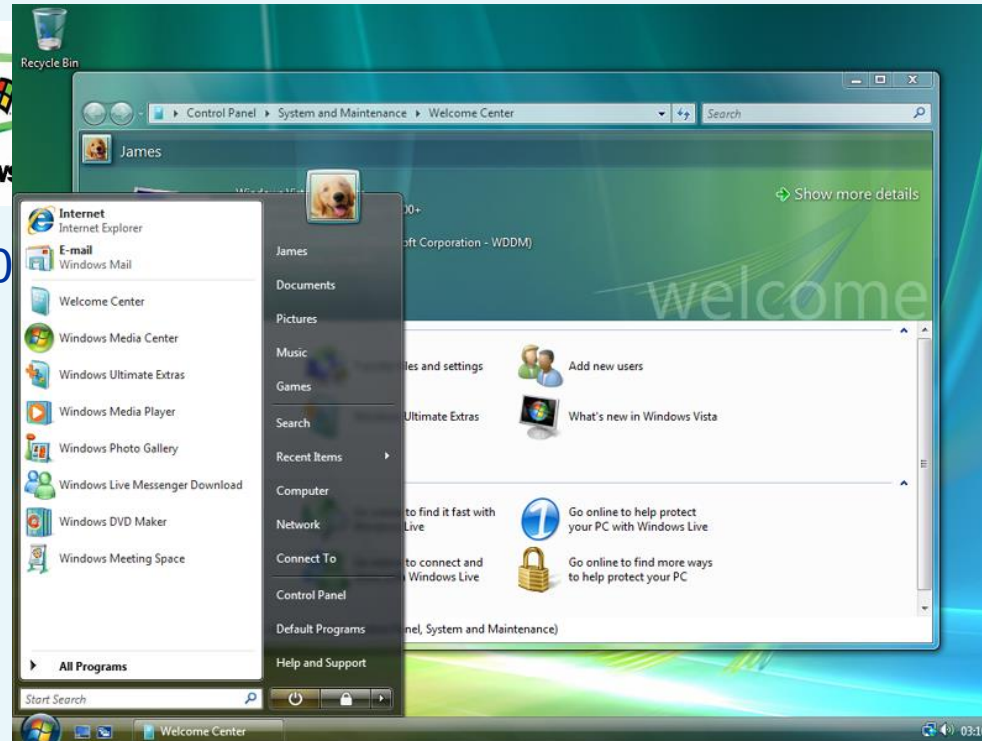 Recycle Bin
Control Panel ▸ System and Maintenance ▸ Welcome Center
Search
James
Show more details
00+
oft Corporation - WDDM)
welcome
Internet
Internet Explorer
E-mail
Windows Mail
Welcome Center
Windows Media Center
Windows Ultimate Extras
Windows Media Player
Windows Photo Gallery
Windows Live Messenger Download
Windows DVD Maker
Windows Meeting Space
All Programs
Start Search
James
Documents
Pictures
Music
Games
Search
Recent Items
Computer
Network
Connect To
Control Panel
Default Programs
Help and Support
les and settings
Add new users
Ultimate Extras
What's new in Windows Vista
to find it fast with
Live
Go online to help protect
your PC with Windows Live
to connect and
Windows Live
Go online to find more ways
to help protect your PC
nel, System and Maintenance)
Welcome Center